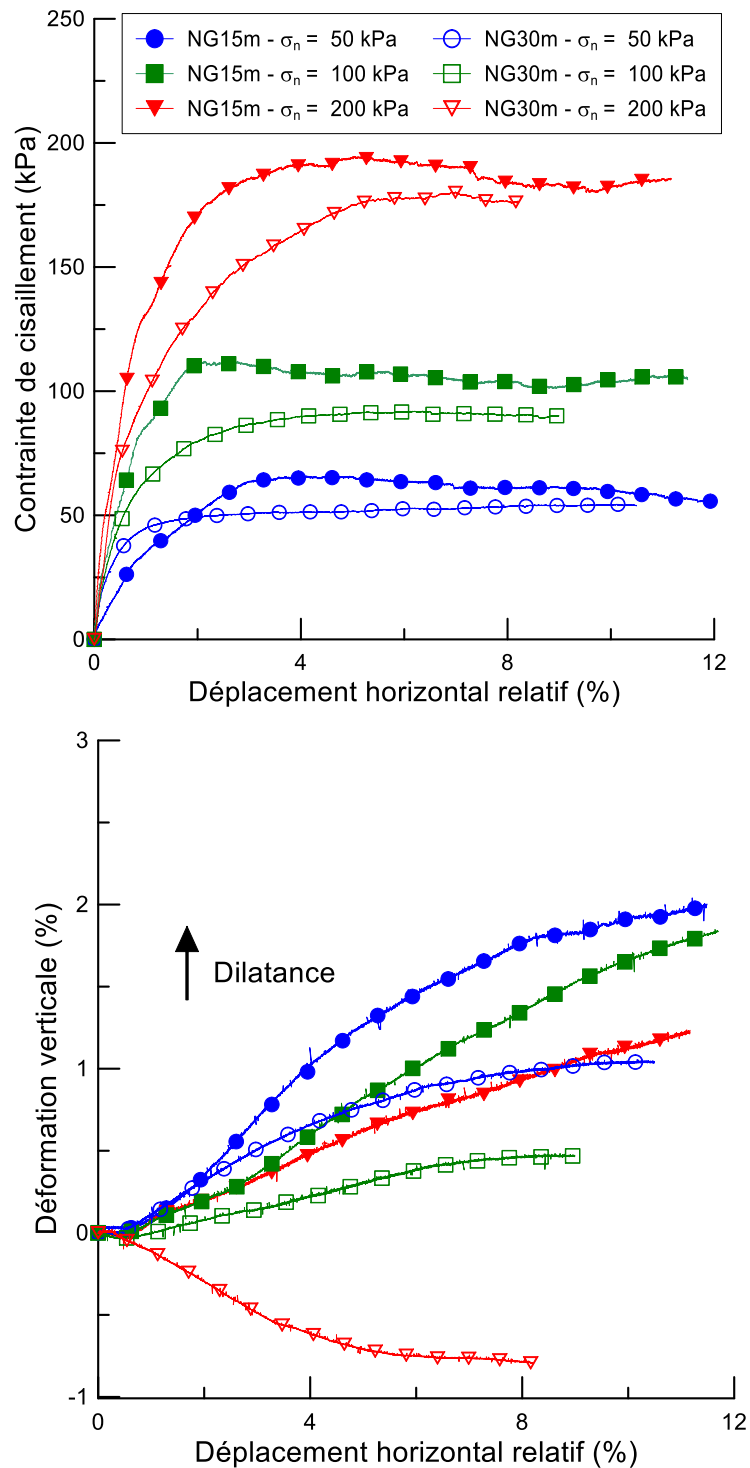 NG15m - σn = 50 kPa NG30m - σn = 50 kPa
NG15m - σn = 100 kPa NG30m - σn = 100 kPa
NG15m - σn = 200 kPa NG30m - σn = 200 kPa
Contrainte de cisaillement (kPa)
250
200
150
100
50
0
0 4 8 12
Déplacement horizontal relatif (%)
Déformation verticale (%)
3
2
Dilatance
1
0
-1
0 4 8 12
Déplacement horizontal relatif (%)